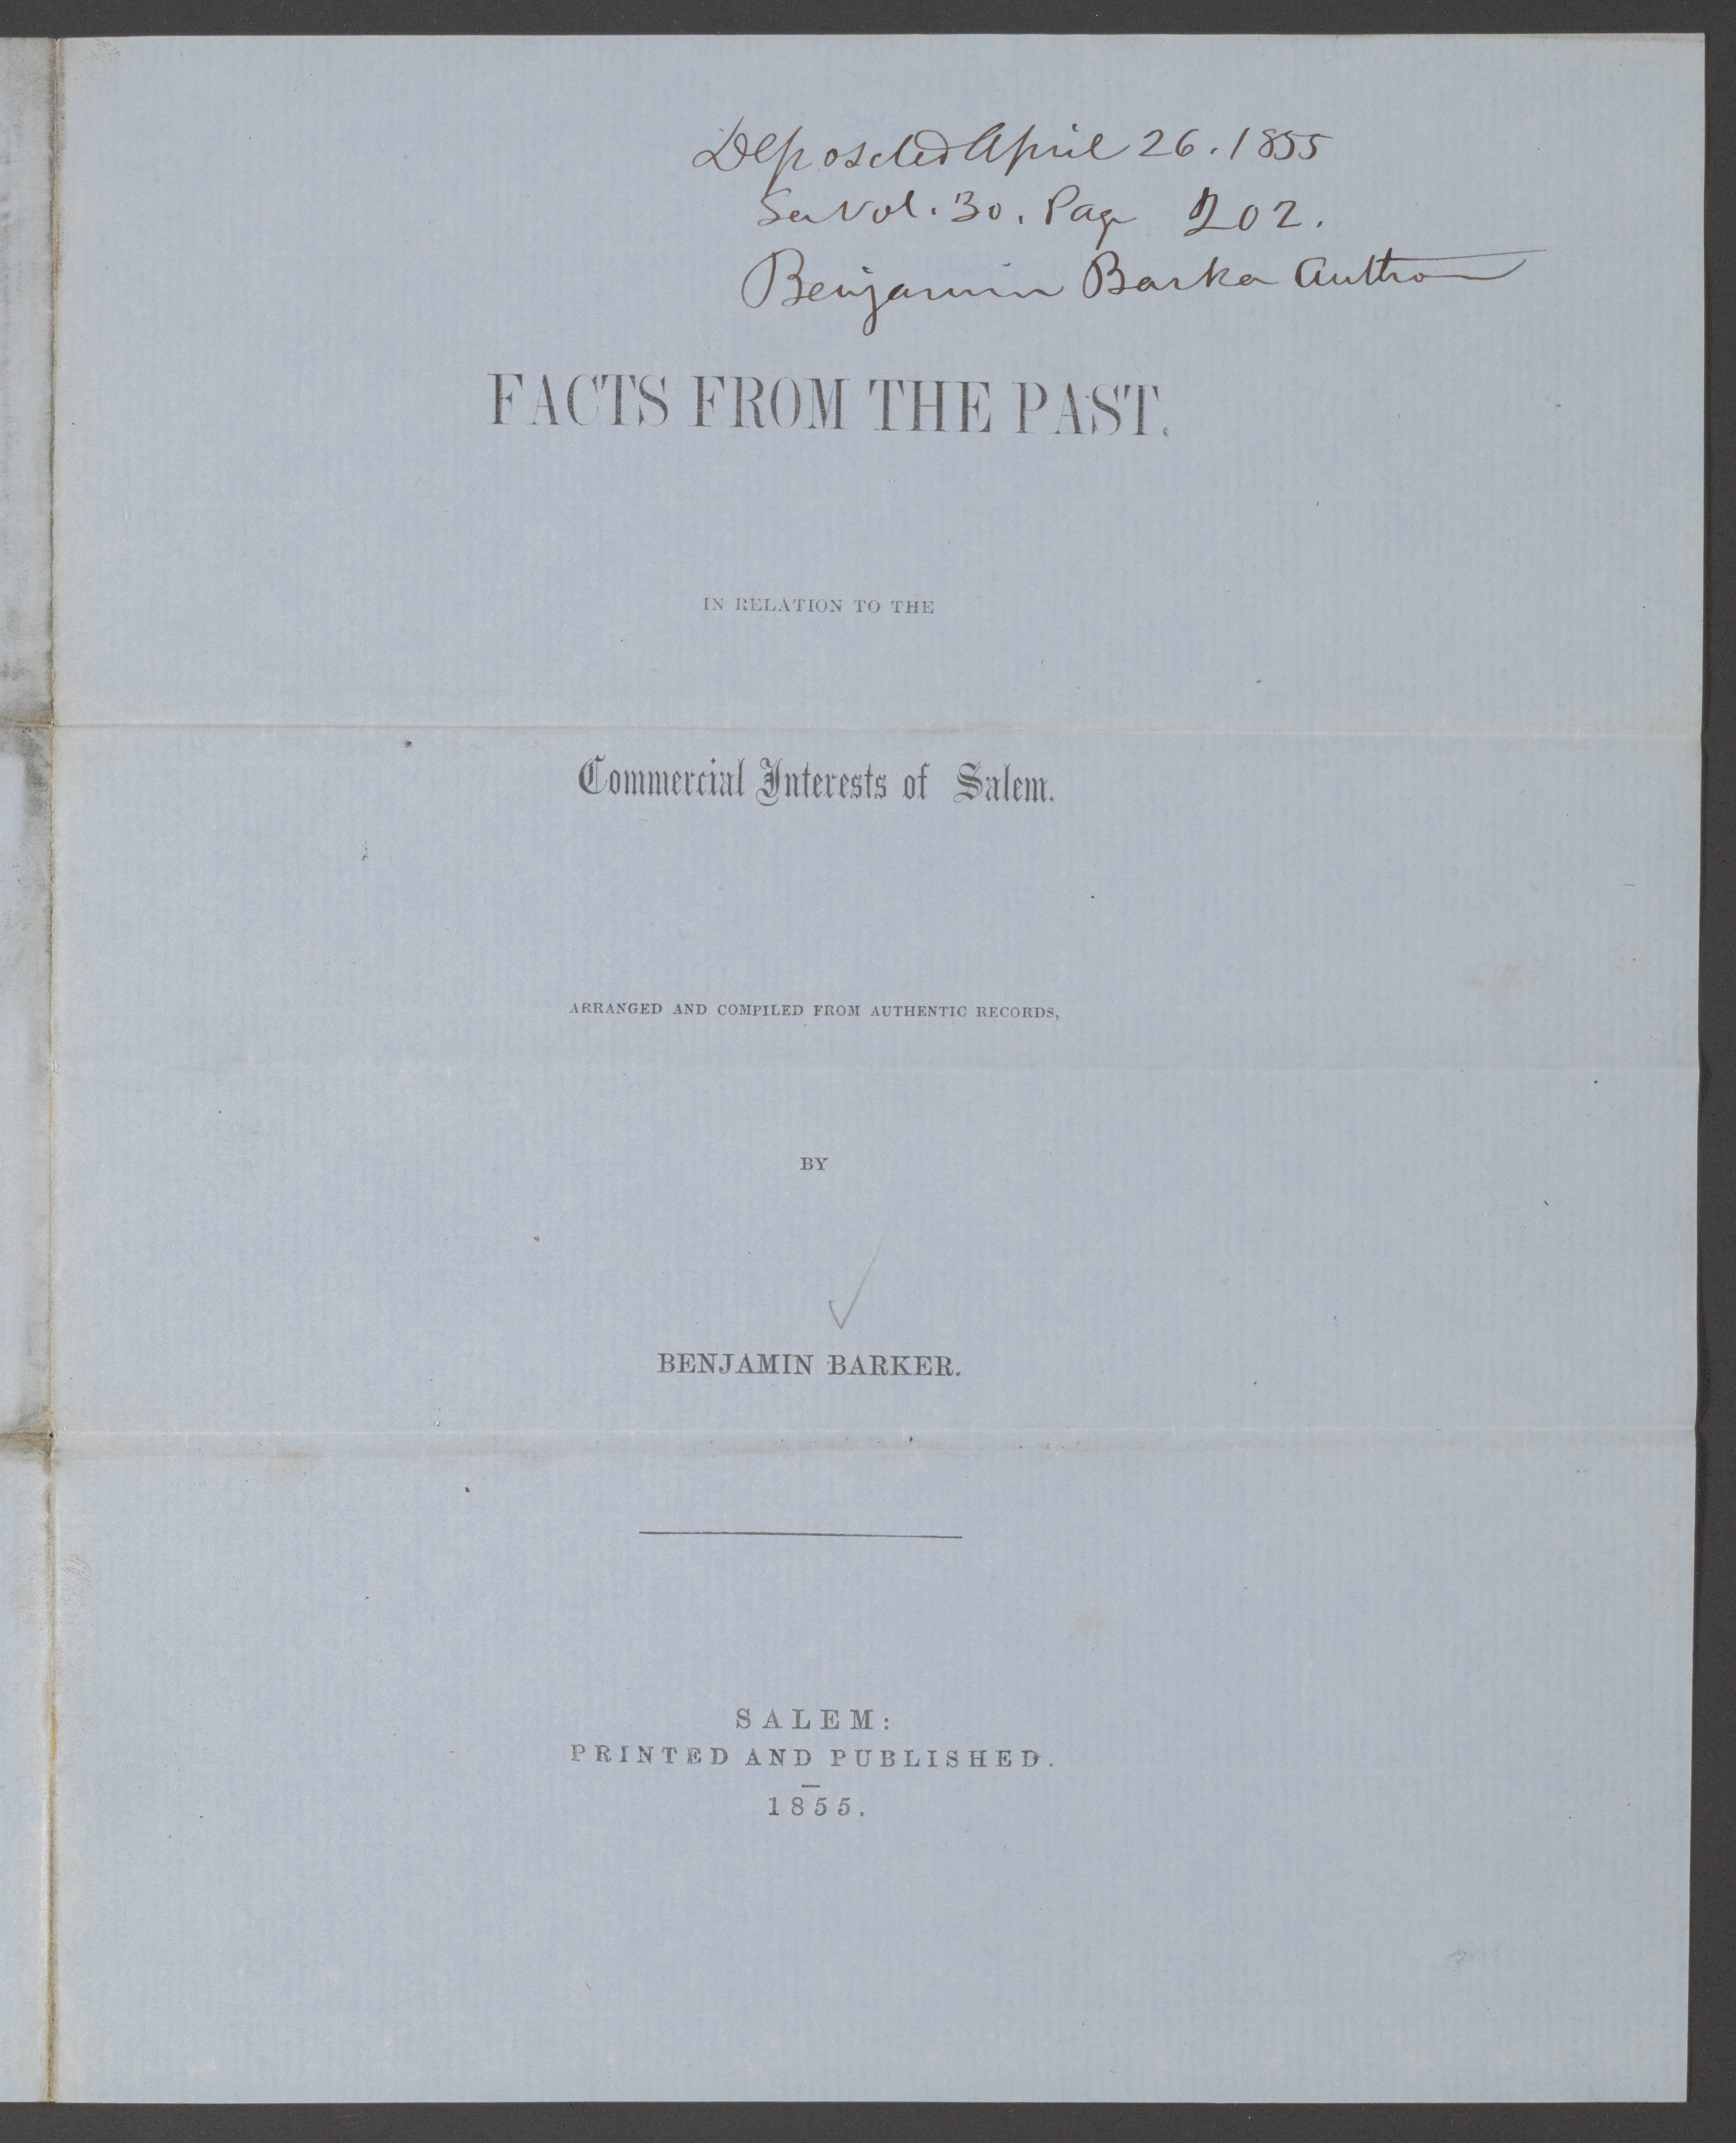 Deposited April 26. 1855
See Vol. 30. Page 202.
Benjamin Barker Author
FACTS FROM THE PAST.
IN RELATION TO THE
Commercial Interests of Salem.
ARRANGED AND COMPILED FROM AUTHENTIC RECORDS,
BY
BENJAMIN BARKER.
SALEM:
PRINTED AND PUBLISHED.
1855.